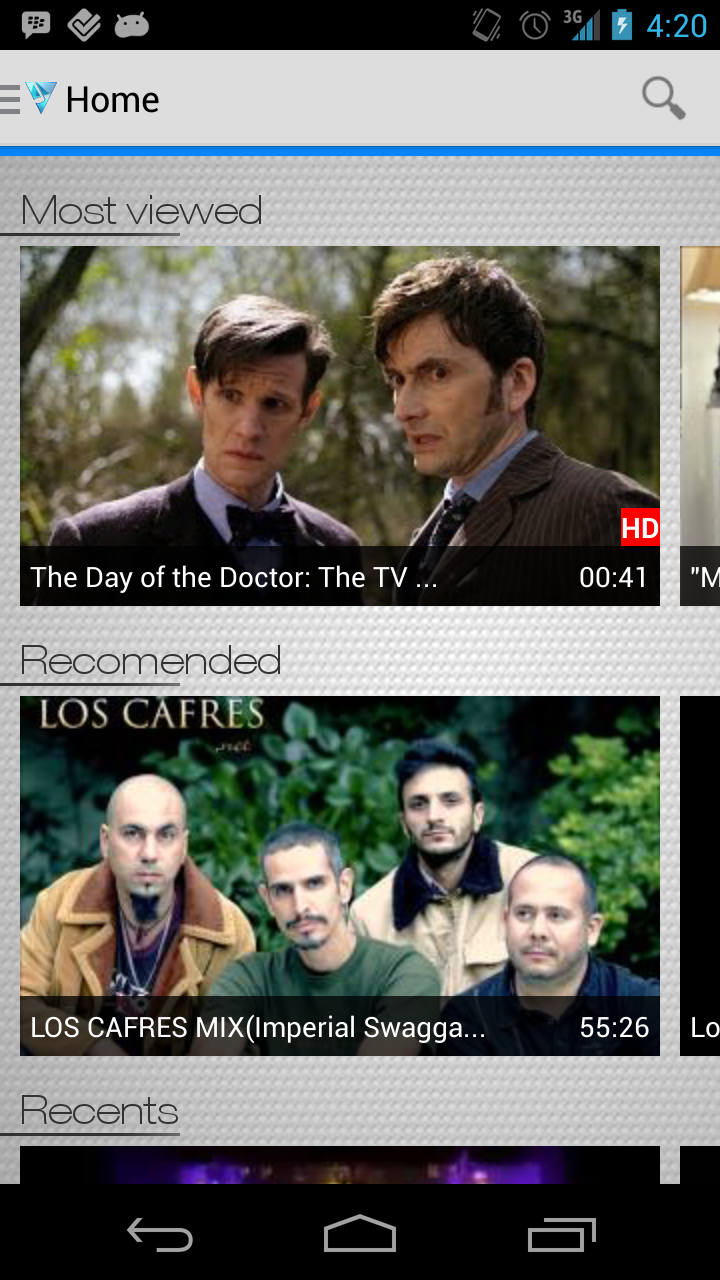 3G 4:20
Home
Most viewed
HD
The Day of the Doctor: The TV ... 00:41
"M
Recomended
LOS CAFRES
.net
LOS CAFRES MIX(Imperial Swagga... 55:26
Lo
Recents